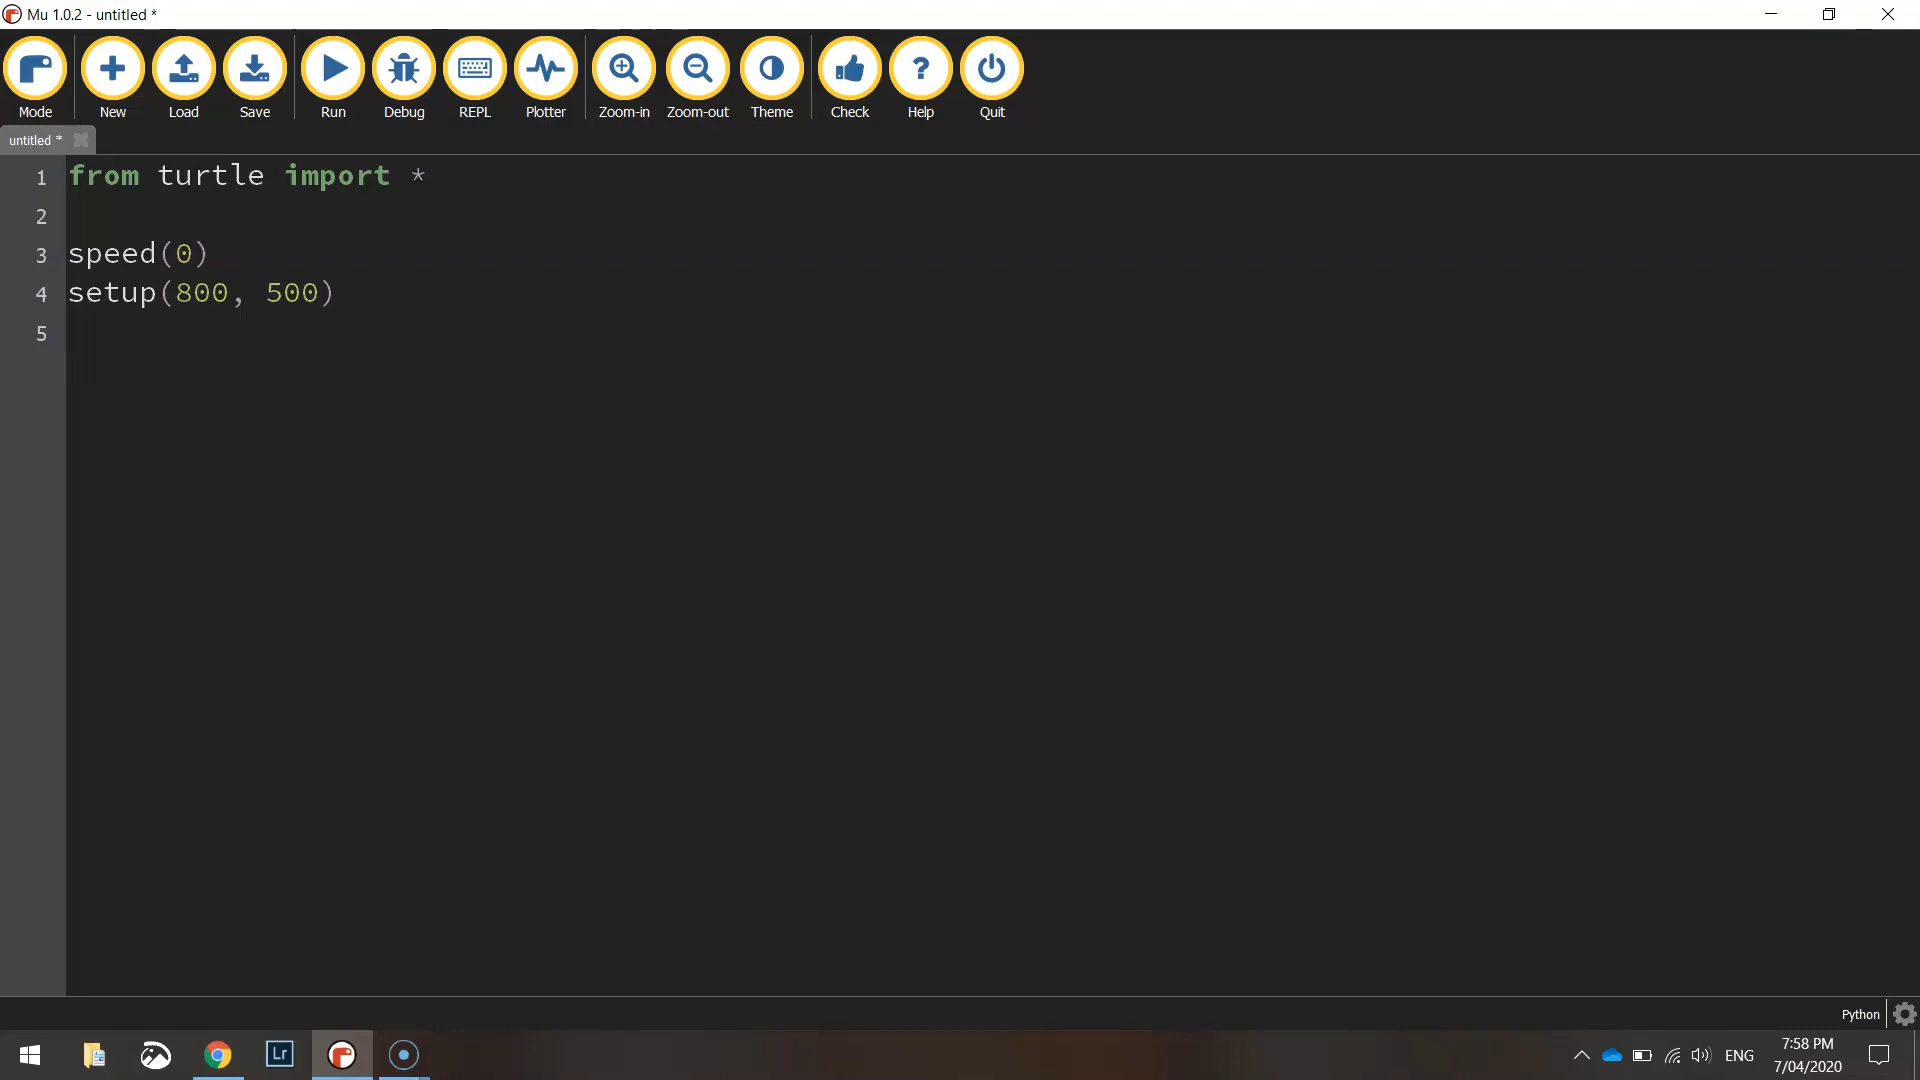 Mu 1.0.2 - untitled *
Mode New Load Save Run Debug REPL Plotter Zoom-in Zoom-out Theme Check Help Quit
untitled *
1 from turtle import *
2
3 speed(0)
4 setup(800, 500)
5
Python
Lr
ENG
7:58 PM
7/04/2020